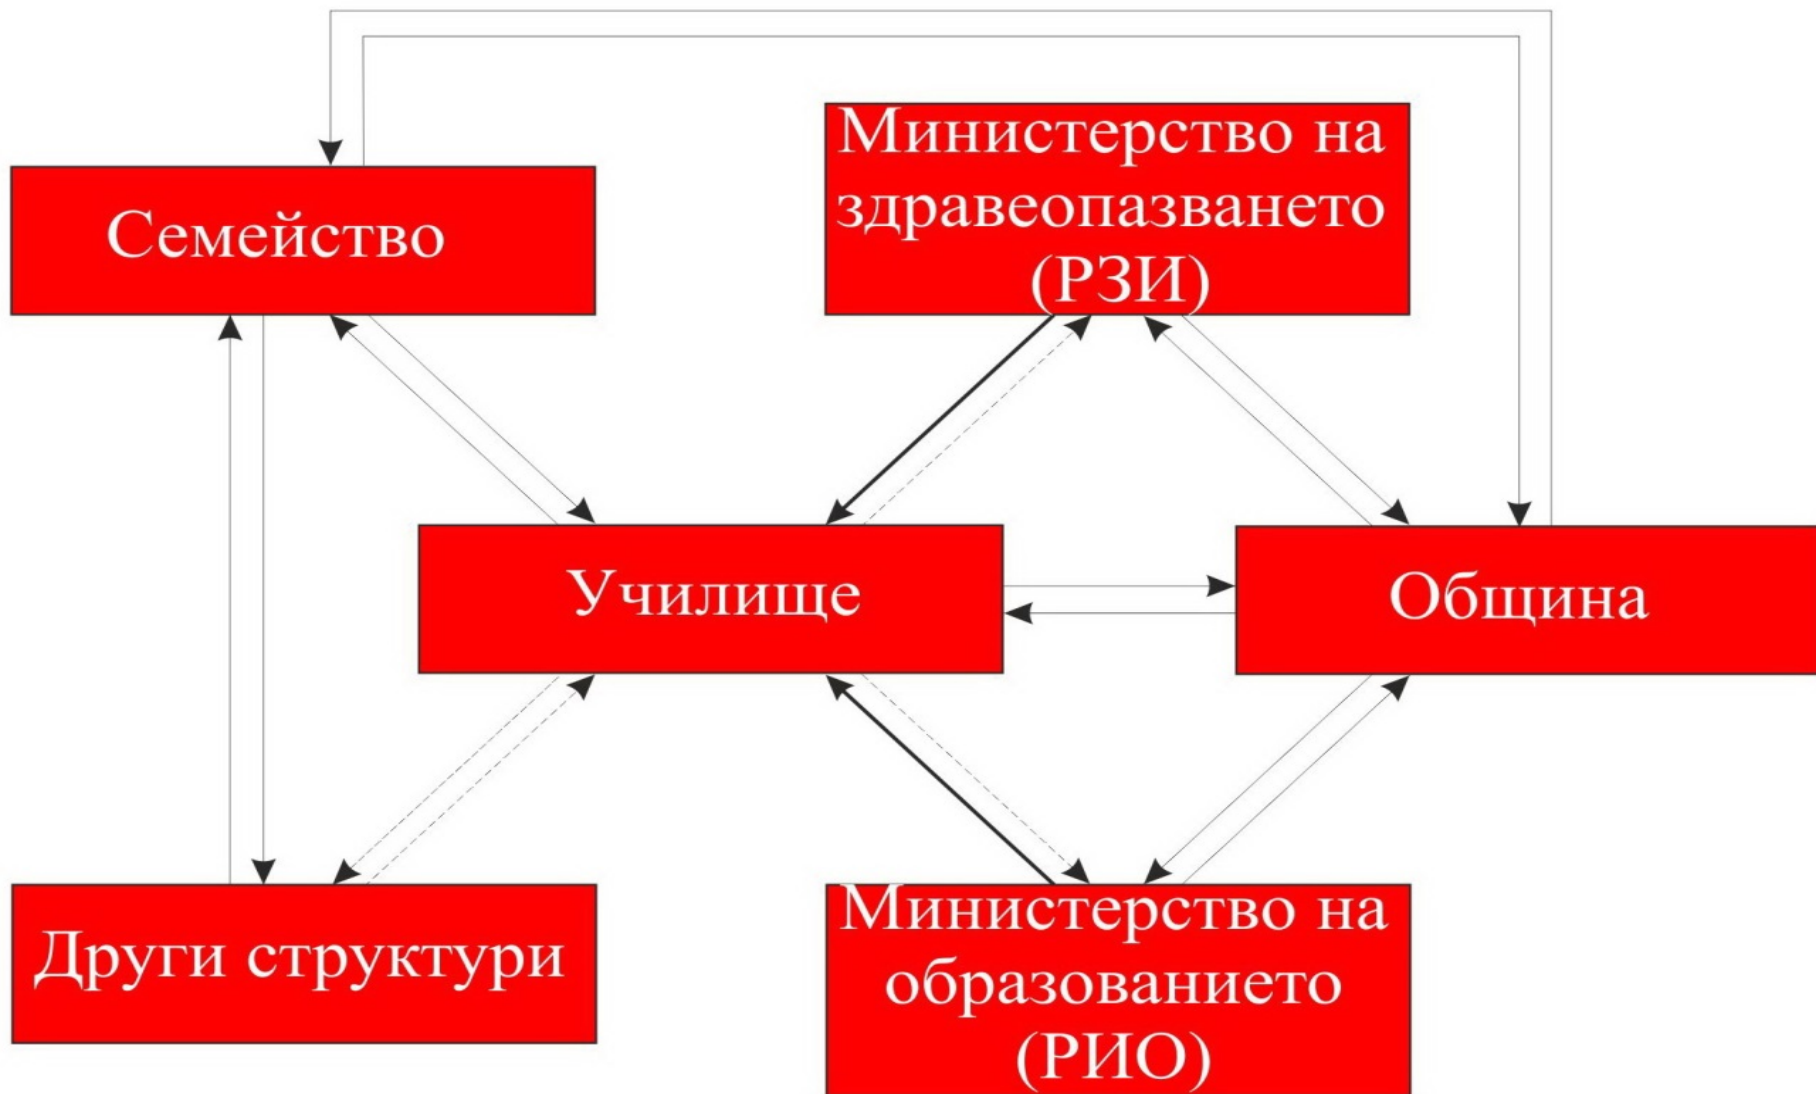 Семейство
Министерство на
здравеопазването
(РЗИ)
Училище
Община
Други структури
Министерство на
образованието
(РИО)